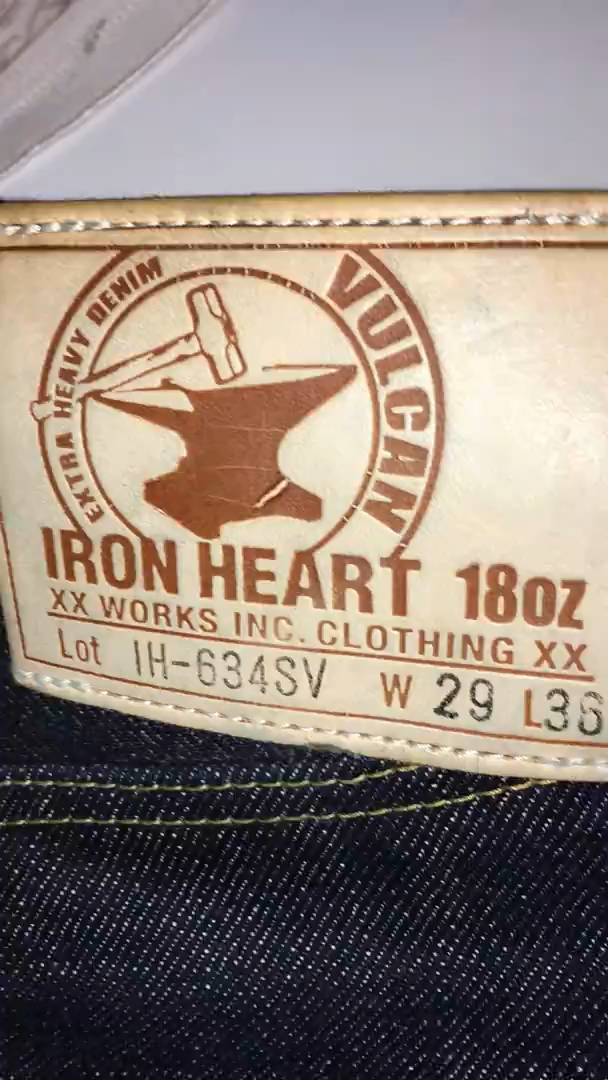 EXTRA HEAVY DENIM
VULCAN
IRON HEART 18OZ
XX WORKS INC. CLOTHING XX
Lot IH-634SV W 29 L36